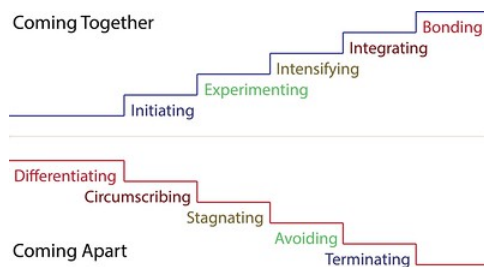 Coming Together
Bonding
Integrating
Intensifying
Experimenting
Initiating
Differentiating
Circumscribing
Stagnating
Avoiding
Coming Apart
Terminating